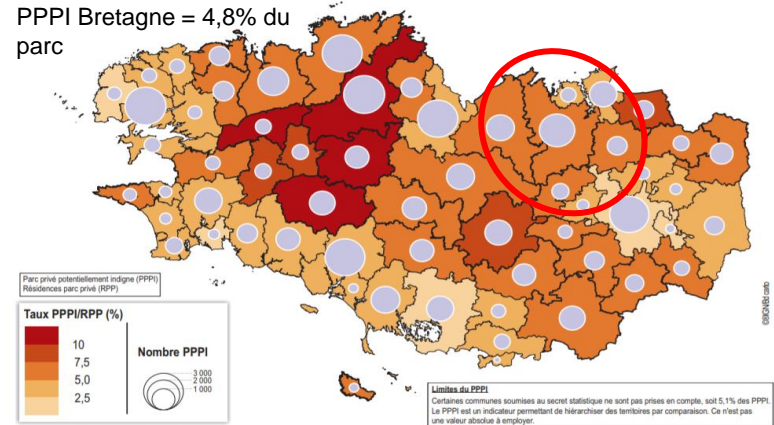 PPPI Bretagne = 4,8% du
parc
Parc privé potentiellement indigne (PPPI)
Résidences parc privé (RPP)
Taux PPPI/RPP (%)
10
7,5
5,0
2,5
Nombre PPPI
3 000
2 000
1 000
Limites du PPPI
Certaines communes soumises au secret statistique ne sont pas prises en compte, soit 5,1% des PPPI.
Le PPPI est un indicateur permettant de hiérarchiser des territoires par comparaison. Ce n'est pas
une valeur absolue à employer.